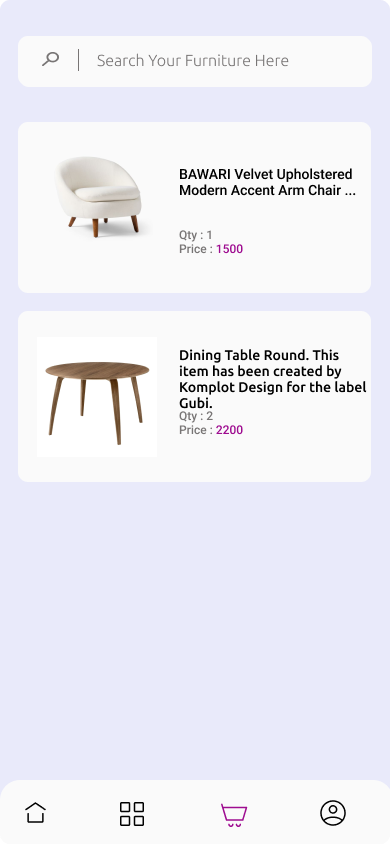 Search Your Furniture Here
BAWARI Velvet Upholstered
Modern Accent Arm Chair ...
Qty : 1
Price : 1500
Dining Table Round. This
item has been created by
Komplot Design for the label
Gubi.
Qty : 2
Price : 2200